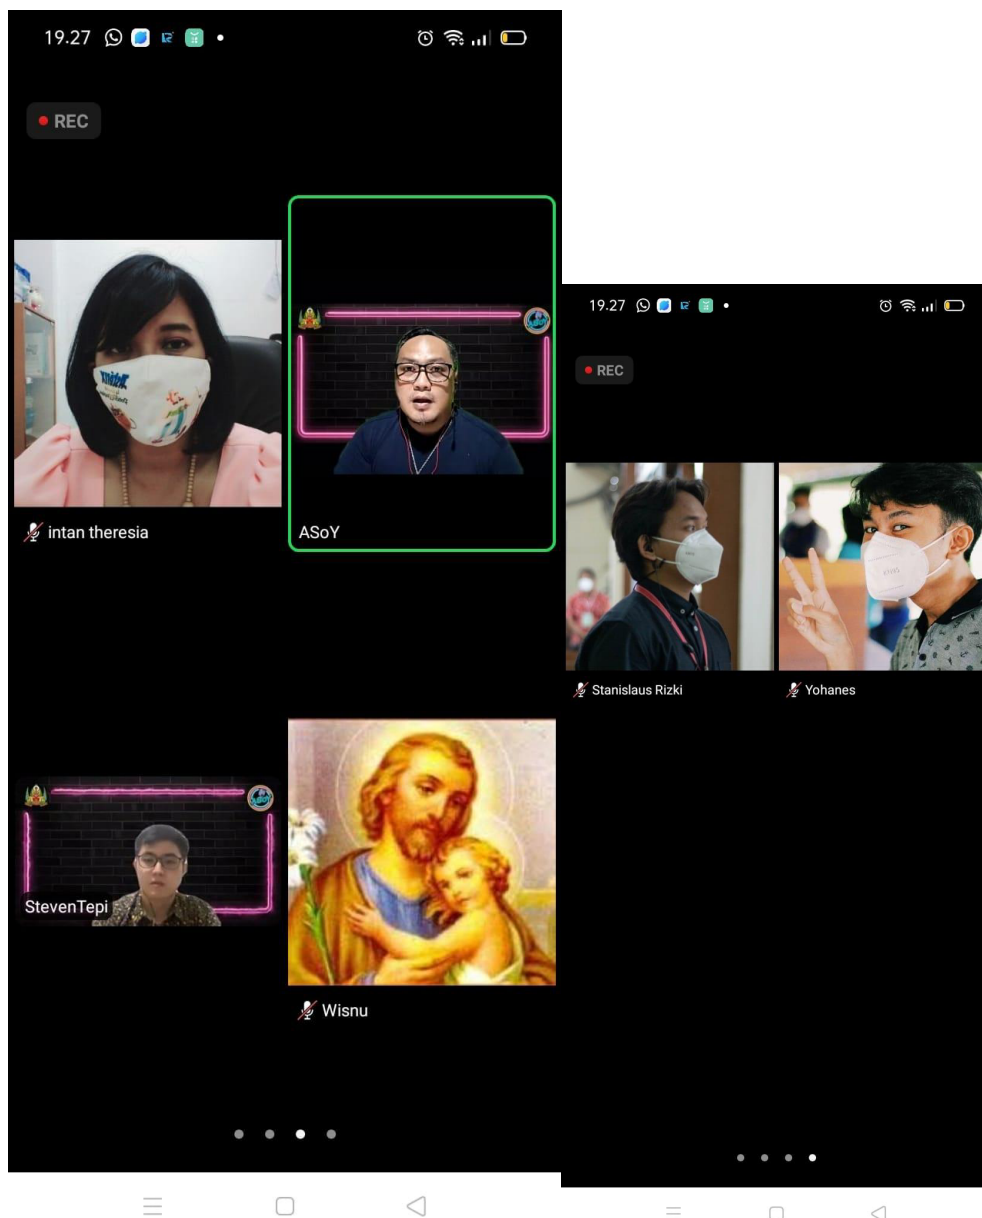 19.27
REC
intan theresia
ASoY
StevenTepi
Wisnu
19.27
REC
Stanislaus Rizki
Yohanes